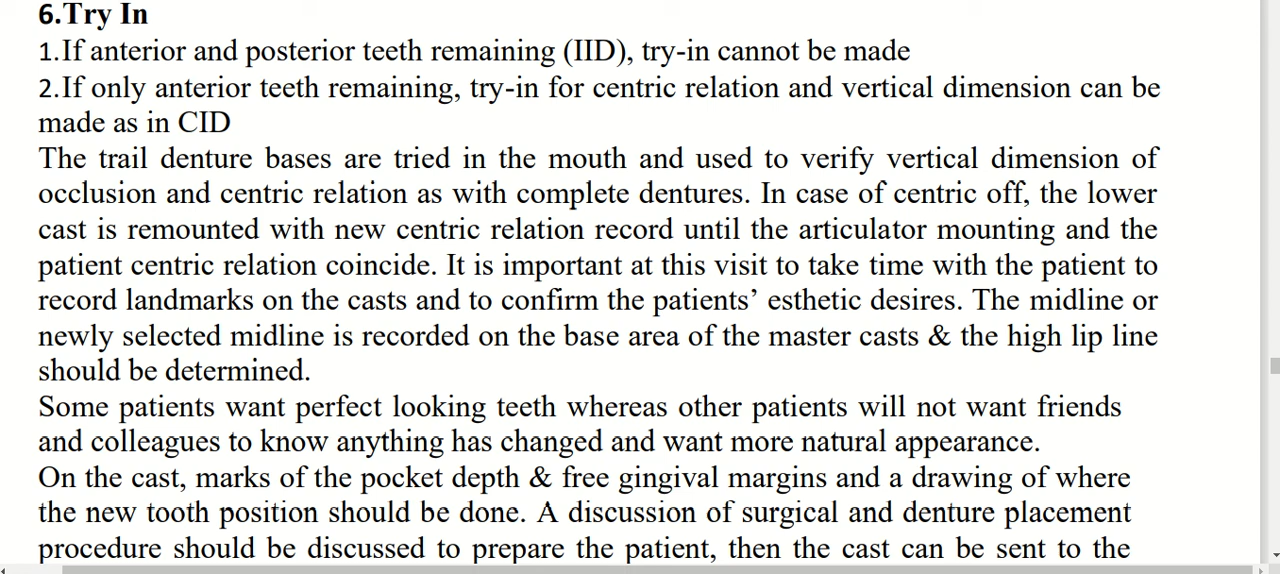 6.Try In
1.If anterior and posterior teeth remaining (IID), try-in cannot be made
2.If only anterior teeth remaining, try-in for centric relation and vertical dimension can be
made as in CID
The trail denture bases are tried in the mouth and used to verify vertical dimension of
occlusion and centric relation as with complete dentures. In case of centric off, the lower
cast is remounted with new centric relation record until the articulator mounting and the
patient centric relation coincide. It is important at this visit to take time with the patient to
record landmarks on the casts and to confirm the patients’ esthetic desires. The midline or
newly selected midline is recorded on the base area of the master casts & the high lip line
should be determined.
Some patients want perfect looking teeth whereas other patients will not want friends
and colleagues to know anything has changed and want more natural appearance.
On the cast, marks of the pocket depth & free gingival margins and a drawing of where
the new tooth position should be done. A discussion of surgical and denture placement
procedure should be discussed to prepare the patient, then the cast can be sent to the